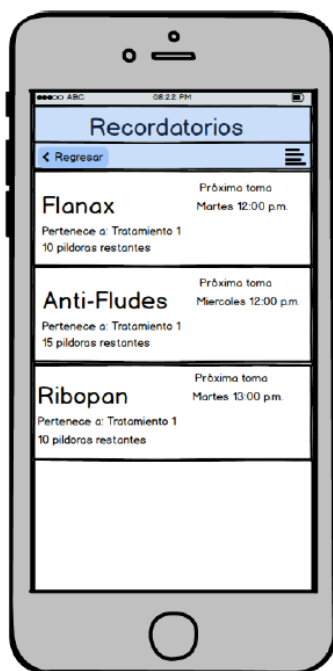 ABC 08:22 PM
Recordatorios
< Regresar
Próxima toma
Flanax Martes 12:00 p.m.
Pertenece a: Tratamiento 1
10 pildoras restantes
Próxima toma
Anti-Fludes Miercoles 12:00 p.m
Pertenece a: Tratamiento 1
15 pildoras restantes
Próxima toma
Ribopan Martes 13:00 p.m.
Pertenece a: Tratamiento 1
10 pildoras restantes